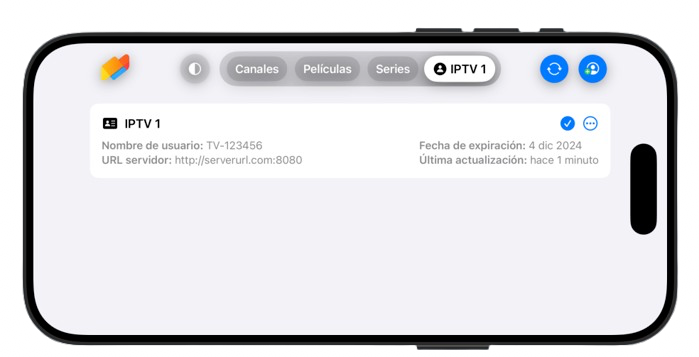 Canales Películas Series IPTV 1
IPTV 1
Nombre de usuario: TV-123456
Fecha de expiración: 4 dic 2024
URL servidor: http://serverurl.com:8080
Última actualización: hace 1 minuto